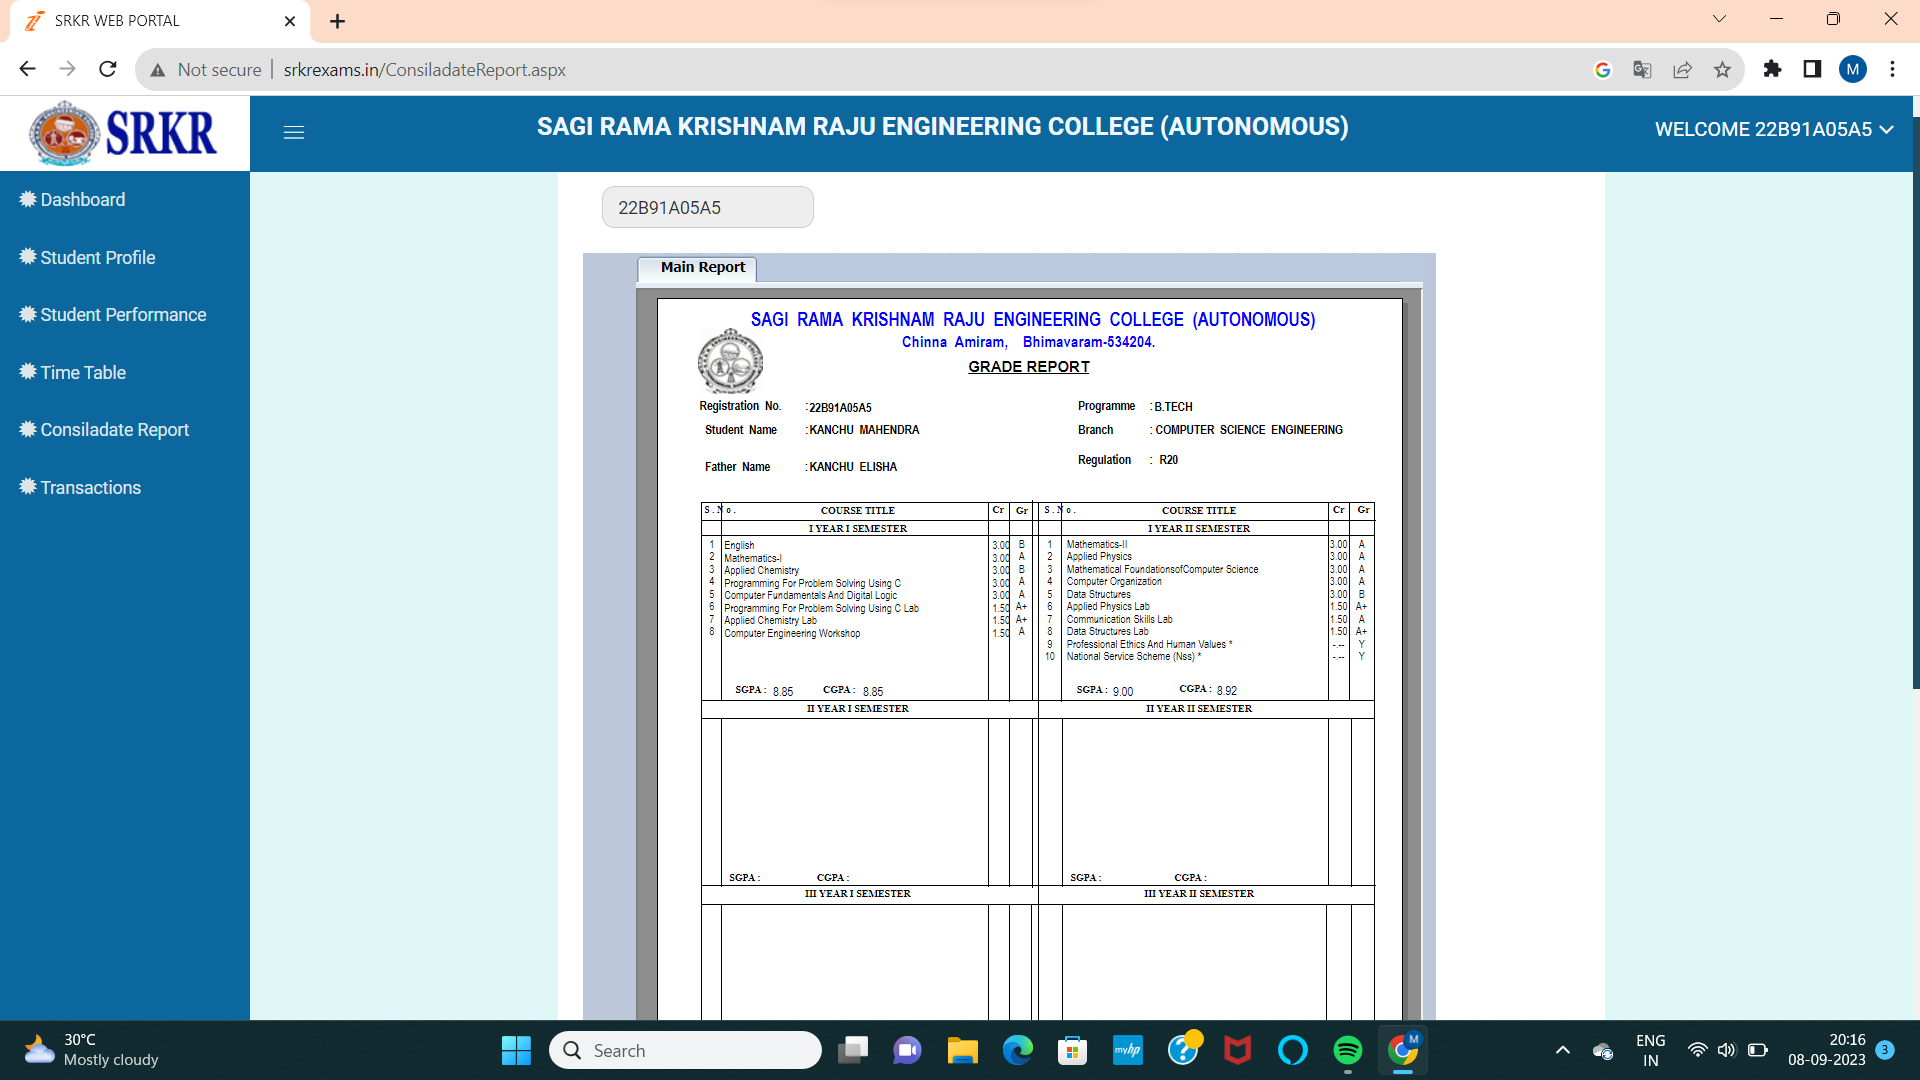 SRKR WEB PORTAL
Not secure srkrexams.in/ConsiladateReport.aspx
M
SRKR
SAGI RAMA KRISHNAM RAJU ENGINEERING COLLEGE (AUTONOMOUS)
WELCOME 22B91A05A5
Dashboard
Student Profile
Student Performance
Time Table
Consiladate Report
Transactions
22B91A05A5
Main Report
SAGI RAMA KRISHNAM RAJU ENGINEERING COLLEGE (AUTONOMOUS)
Chinna Amiram, Bhimavaram-534204.
GRADE REPORT
Registration No. :22B91A05A5 Programme :B.TECH
Student Name :KANCHU MAHENDRA Branch : COMPUTER SCIENCE ENGINEERING
Father Name :KANCHU ELISHA Regulation : R20
S.No. COURSE TITLE Cr Gr S.No. COURSE TITLE Cr Gr
I YEAR I SEMESTER I YEAR II SEMESTER
1 English 3.00 B 1 Mathematics-II 3.00 A
2 Mathematics-I 3.00 A 2 Applied Physics 3.00 A
3 Applied Chemistry 3.00 B 3 Mathematical FoundationsofComputer Science 3.00 A
4 Programming For Problem Solving Using C 3.00 A 4 Computer Organization 3.00 A
5 Computer Fundamentals And Digital Logic 3.00 A 5 Data Structures 3.00 B
6 Programming For Problem Solving Using C Lab 1.50 A+ 6 Applied Physics Lab 1.50 A+
7 Applied Chemistry Lab 1.50 A+ 7 Communication Skills Lab 1.50 A
8 Computer Engineering Workshop 1.50 A 8 Data Structures Lab 1.50 A+
9 Professional Ethics And Human Values * -.-- Y
10 National Service Scheme (Nss) * -.-- Y
SGPA : 8.85 CGPA : 8.85 SGPA : 9.00 CGPA : 8.92
II YEAR I SEMESTER II YEAR II SEMESTER
SGPA : CGPA : SGPA : CGPA :
III YEAR I SEMESTER III YEAR II SEMESTER
30°C
Mostly cloudy
Search
myhp
M
ENG
IN
20:16
08-09-2023
3